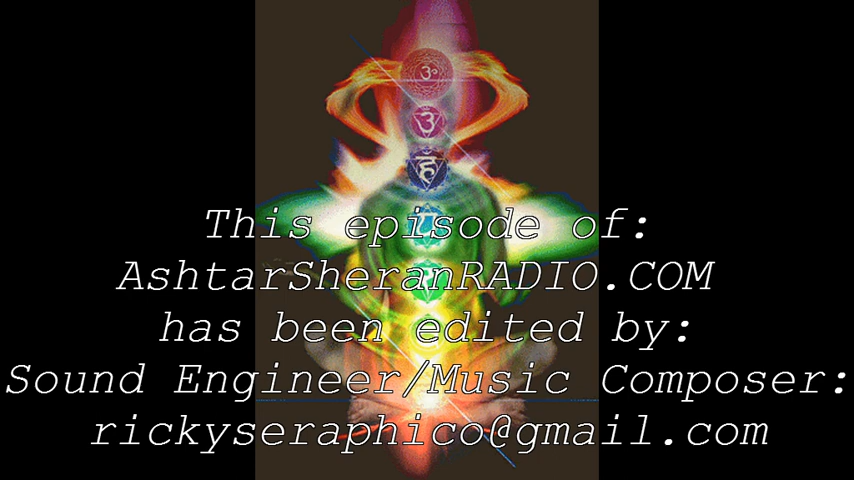 ॐ
ॐ
हं
यं
This episode of:
AshtarSheranRADIO.COM
has been edited by:
Sound Engineer/Music Composer:
rickyseraphico@gmail.com